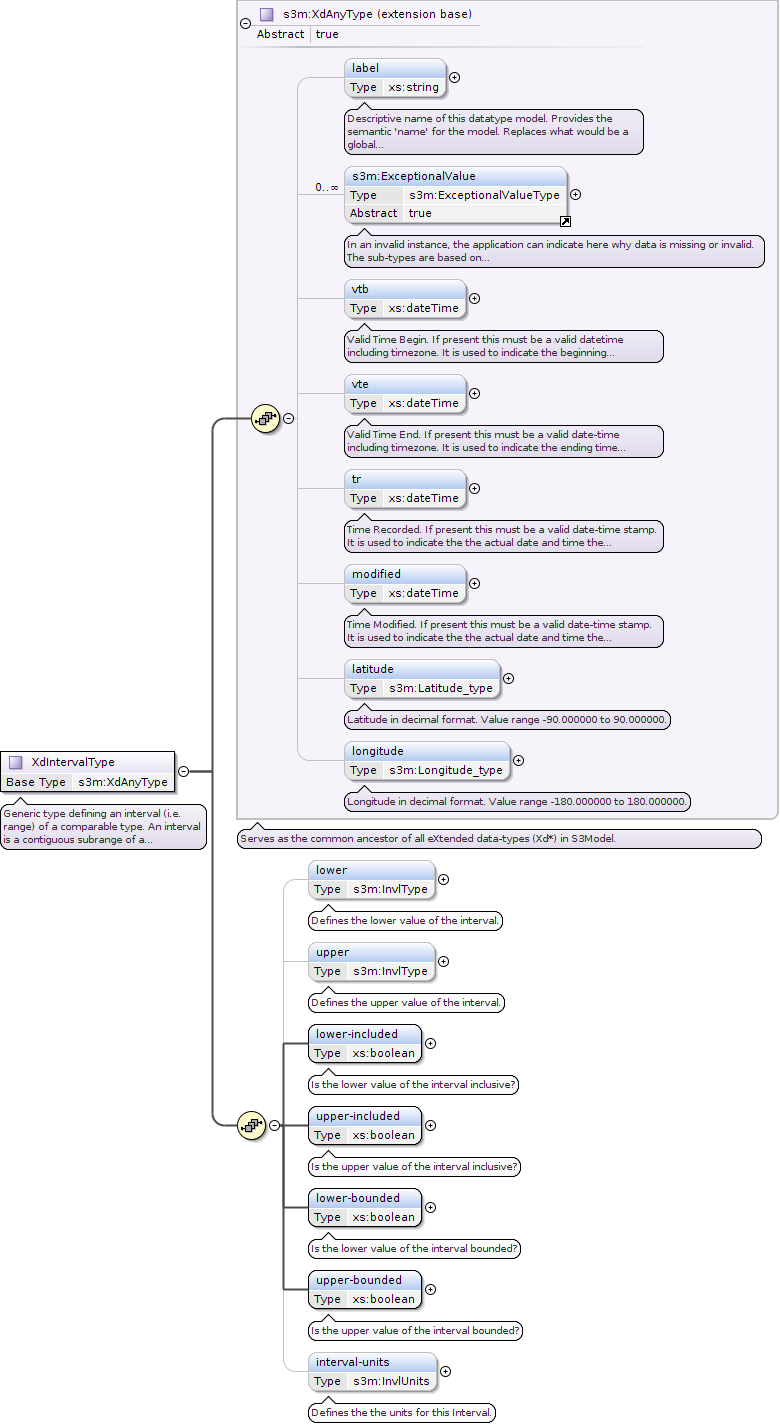 s3m:XdAnyType (extension base)
Abstract true
label
Type xs:string
Descriptive name of this datatype model. Provides the
semantic 'name' for the model. Replaces what would be a
global...
0..∞
s3m:ExceptionalValue
Type s3m:ExceptionalValueType
Abstract true
In an invalid instance, the application can indicate here why data is missing or invalid.
The sub-types are based on...
vtb
Type xs:dateTime
Valid Time Begin. If present this must be a valid datetime
including timezone. It is used to indicate the beginning...
vte
Type xs:dateTime
Valid Time End. If present this must be a valid date-time
including timezone. It is used to indicate the ending time...
tr
Type xs:dateTime
Time Recorded. If present this must be a valid date-time stamp.
It is used to indicate the the actual date and time the...
modified
Type xs:dateTime
Time Modified. If present this must be a valid date-time stamp.
It is used to indicate the the actual date and time the...
latitude
Type s3m:Latitude_type
Latitude in decimal format. Value range -90.000000 to 90.000000.
longitude
Type s3m:Longitude_type
Longitude in decimal format. Value range -180.000000 to 180.000000.
XdIntervalType
Base Type s3m:XdAnyType
Generic type defining an interval (i.e.
range) of a comparable type. An interval
is a contiguous subrange of a...
Serves as the common ancestor of all eXtended data-types (Xd*) in S3Model.
lower
Type s3m:InvlType
Defines the lower value of the interval.
upper
Type s3m:InvlType
Defines the upper value of the interval.
lower-included
Type xs:boolean
Is the lower value of the interval inclusive?
upper-included
Type xs:boolean
Is the upper value of the interval inclusive?
lower-bounded
Type xs:boolean
Is the lower value of the interval bounded?
upper-bounded
Type xs:boolean
Is the upper value of the interval bounded?
interval-units
Type s3m:InvlUnits
Defines the the units for this Interval.